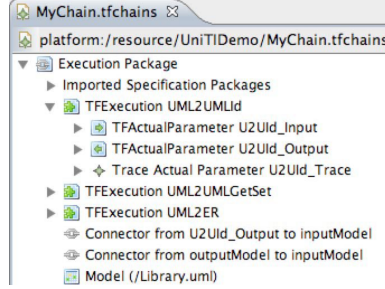 MyChain.tfchains
platform:/resource/UniTIDemo/MyChain.tfchains
Execution Package
Imported Specification Packages
TFExecution UML2UMLId
TFActualParameter U2UId_Input
TFActualParameter U2UId_Output
Trace Actual Parameter U2UId_Trace
TFExecution UML2UMLGetSet
TFExecution UML2ER
Connector from U2UId_Output to inputModel
Connector from outputModel to inputModel
Model (/Library.uml)